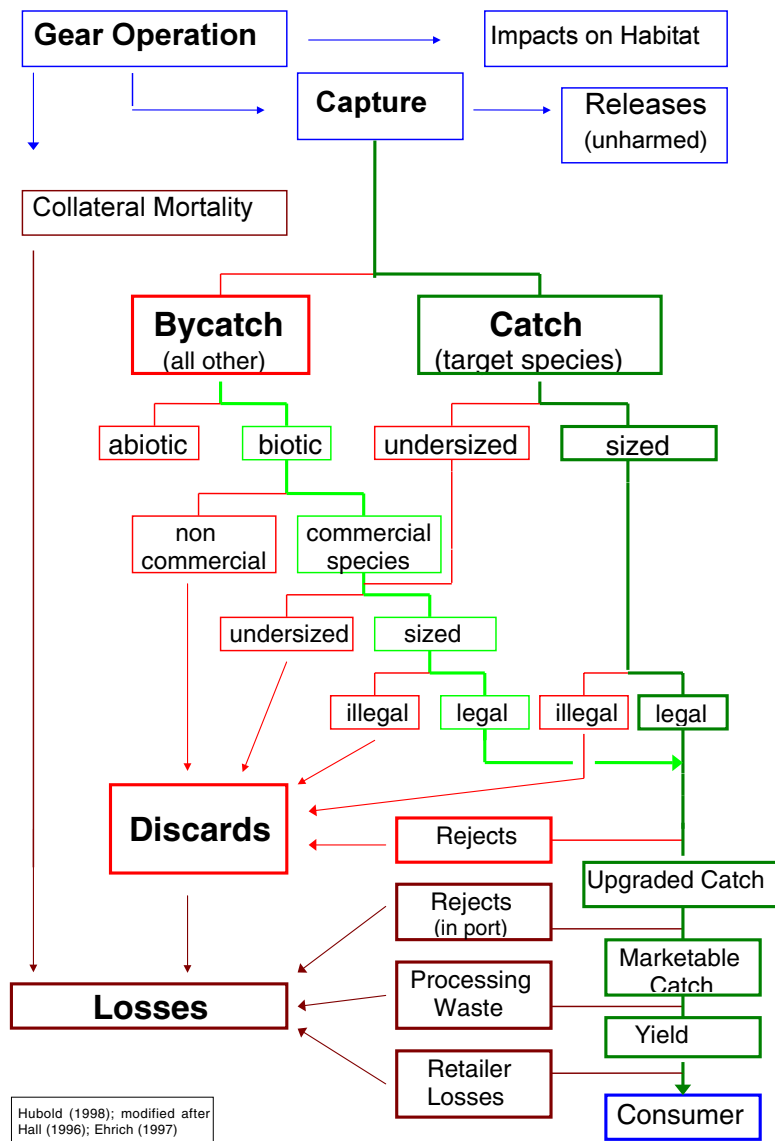 Gear Operation
Impacts on Habitat
Capture
Releases
(unharmed)
Collateral Mortality
Bycatch
(all other)
Catch
(target species)
abiotic
biotic
undersized
sized
non
commercial
commercial
species
undersized
sized
illegal
legal
illegal
legal
Discards
Rejects
Upgraded Catch
Rejects
(in port)
Marketable
Catch
Losses
Processing
Waste
Yield
Retailer
Losses
Consumer
Hubold (1998); modified after
Hall (1996); Ehrich (1997)